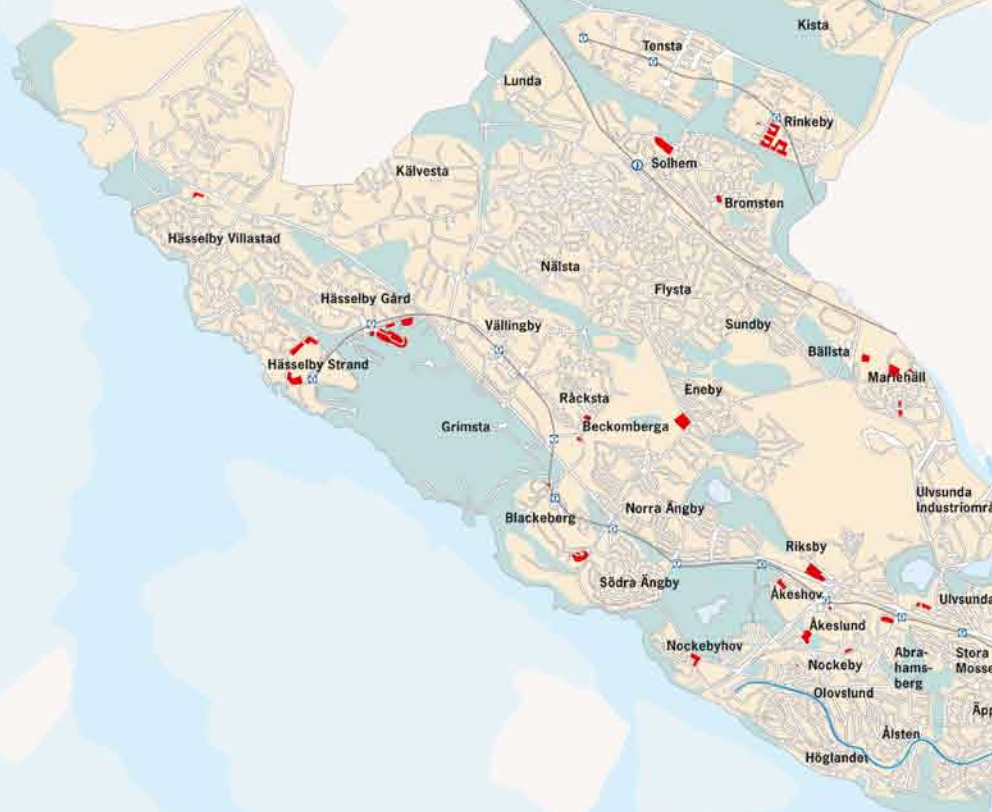 Kista
Tensta
Lunda
Rinkeby
Solhem
Kälvesta
Bromsten
Hässelby Villastad
Nälsta
Flysta
Hässelby Gård
Vällingby
Sundby
Bällsta
Hässelby Strand
Mariehäll
Eneby
Råcksta
Grimsta
Beckomberga
Ulvsunda
Industriområ
Norra Ängby
Blackeberg
Riksby
Södra Ängby
Åkeshov
Ulvsunda
Åkeslund
Nockebyhov
Abra-
hams-
berg
Stora
Mosse
Nockeby
Olovslund
Äpp
Ålsten
Höglandet